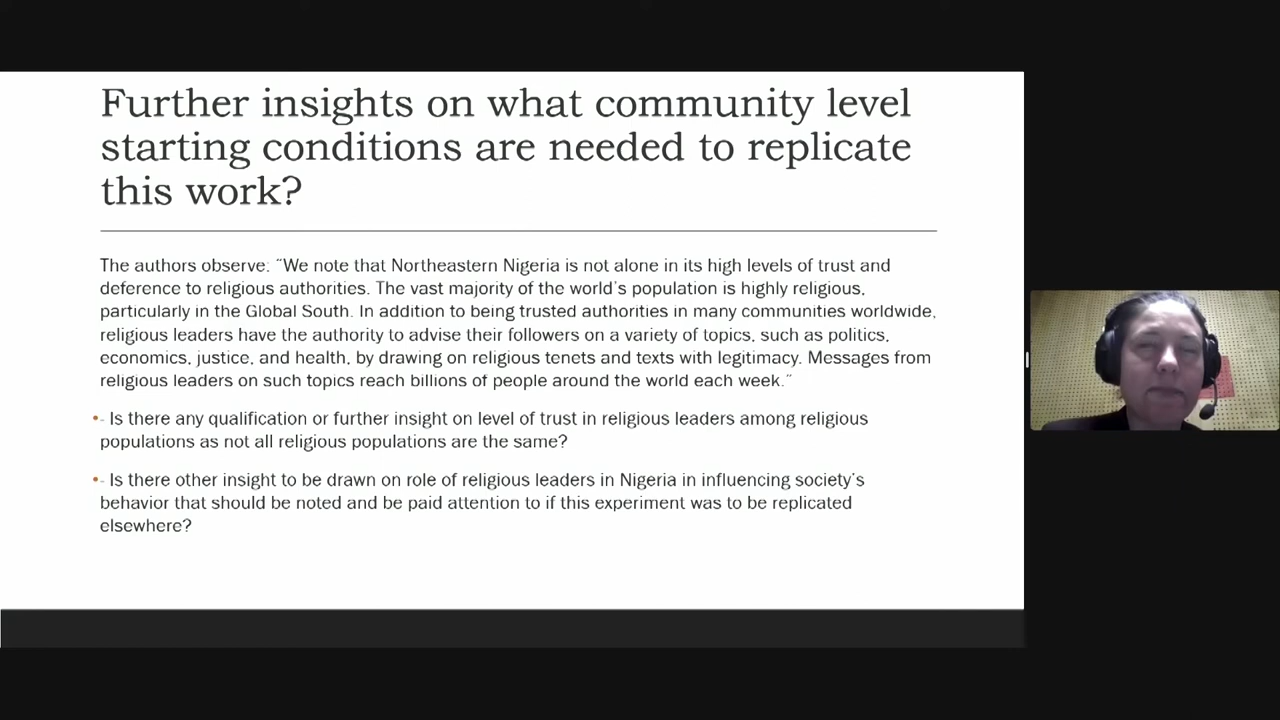 Further insights on what community level
starting conditions are needed to replicate
this work?
The authors observe: “We note that Northeastern Nigeria is not alone in its high levels of trust and
deference to religious authorities. The vast majority of the world’s population is highly religious,
particularly in the Global South. In addition to being trusted authorities in many communities worldwide,
religious leaders have the authority to advise their followers on a variety of topics, such as politics,
economics, justice, and health, by drawing on religious tenets and texts with legitimacy. Messages from
religious leaders on such topics reach billions of people around the world each week.”
•- Is there any qualification or further insight on level of trust in religious leaders among religious
populations as not all religious populations are the same?
•- Is there other insight to be drawn on role of religious leaders in Nigeria in influencing society’s
behavior that should be noted and be paid attention to if this experiment was to be replicated
elsewhere?